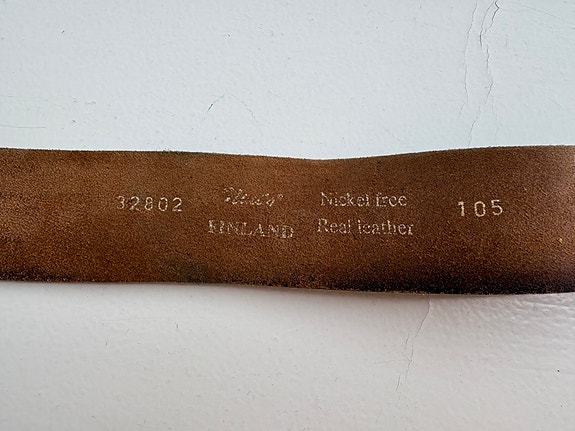 32802
FINLAND
Nickel free
Real leather
105